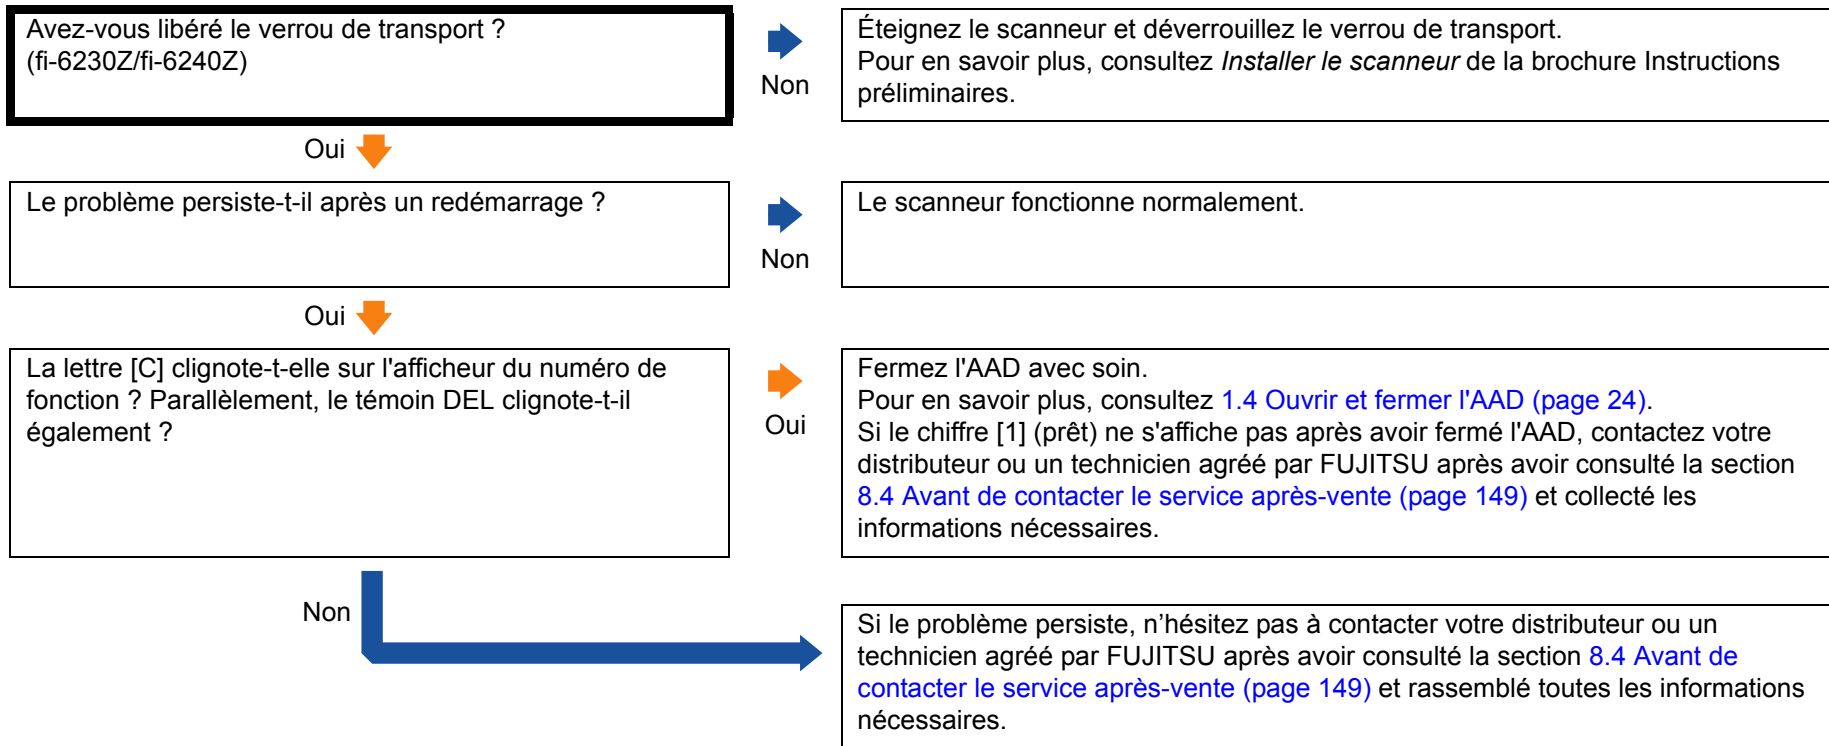 Avez-vous libéré le verrou de transport ?
(fi-6230Z/fi-6240Z)
Non
Éteignez le scanneur et déverrouillez le verrou de transport.
Pour en savoir plus, consultez Installer le scanneur de la brochure Instructions
préliminaires.
Oui
Le problème persiste-t-il après un redémarrage ?
Non
Le scanneur fonctionne normalement.
Oui
La lettre [C] clignote-t-elle sur l'afficheur du numéro de
fonction ? Parallèlement, le témoin DEL clignote-t-il
également ?
Oui
Fermez l'AAD avec soin.
Pour en savoir plus, consultez 1.4 Ouvrir et fermer l'AAD (page 24).
Si le chiffre [1] (prêt) ne s'affiche pas après avoir fermé l'AAD, contactez votre
distributeur ou un technicien agréé par FUJITSU après avoir consulté la section
8.4 Avant de contacter le service après-vente (page 149) et collecté les
informations nécessaires.
Non
Si le problème persiste, n’hésitez pas à contacter votre distributeur ou un
technicien agréé par FUJITSU après avoir consulté la section 8.4 Avant de
contacter le service après-vente (page 149) et rassemblé toutes les informations
nécessaires.